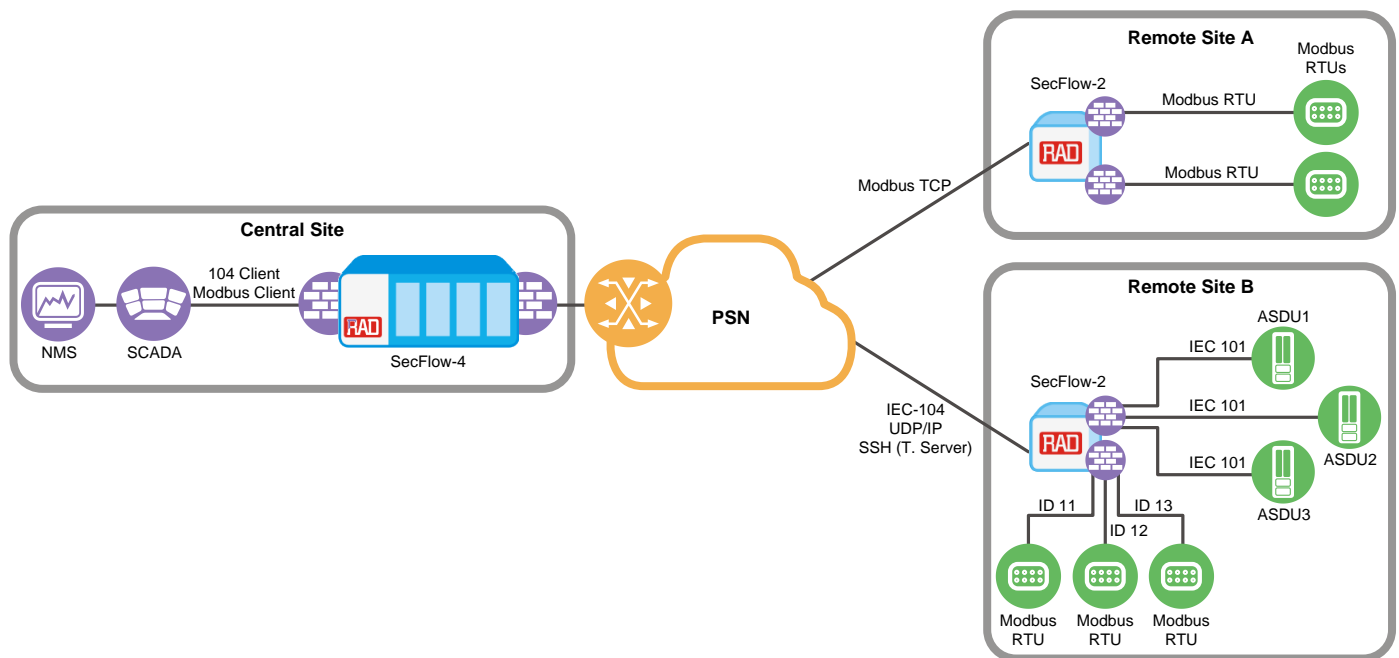 Central Site
104 Client
Modbus Client
NMS
SCADA
RAD
SecFlow-4
PSN
Modbus TCP
IEC-104
UDP/IP
SSH (T. Server)
Remote Site A
SecFlow-2
RAD
Modbus RTU
Modbus RTU
Modbus
RTUs
Remote Site B
SecFlow-2
RAD
IEC 101
ASDU1
IEC 101
ASDU2
IEC 101
ASDU3
ID 11
ID 12
ID 13
Modbus
RTU
Modbus
RTU
Modbus
RTU